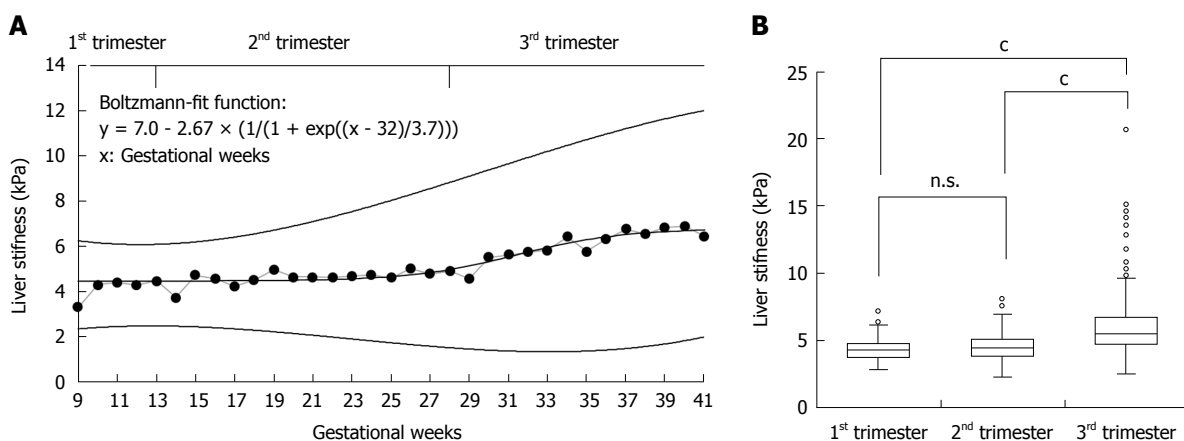 A
1st trimester 2nd trimester 3rd trimester
14
12
10
8
6
4
2
0
Boltzmann-fit function:
y = 7.0 - 2.67 × (1/(1 + exp((x - 32)/3.7)))
x: Gestational weeks
Liver stifness (kPa)
9 11 13 15 17 19 21 23 25 27 29 31 33 35 37 39 41
Gestational weeks
B
c
c
n.s.
25
20
15
10
5
0
Liver stifness (kPa)
1st trimester 2nd trimester 3rd trimester